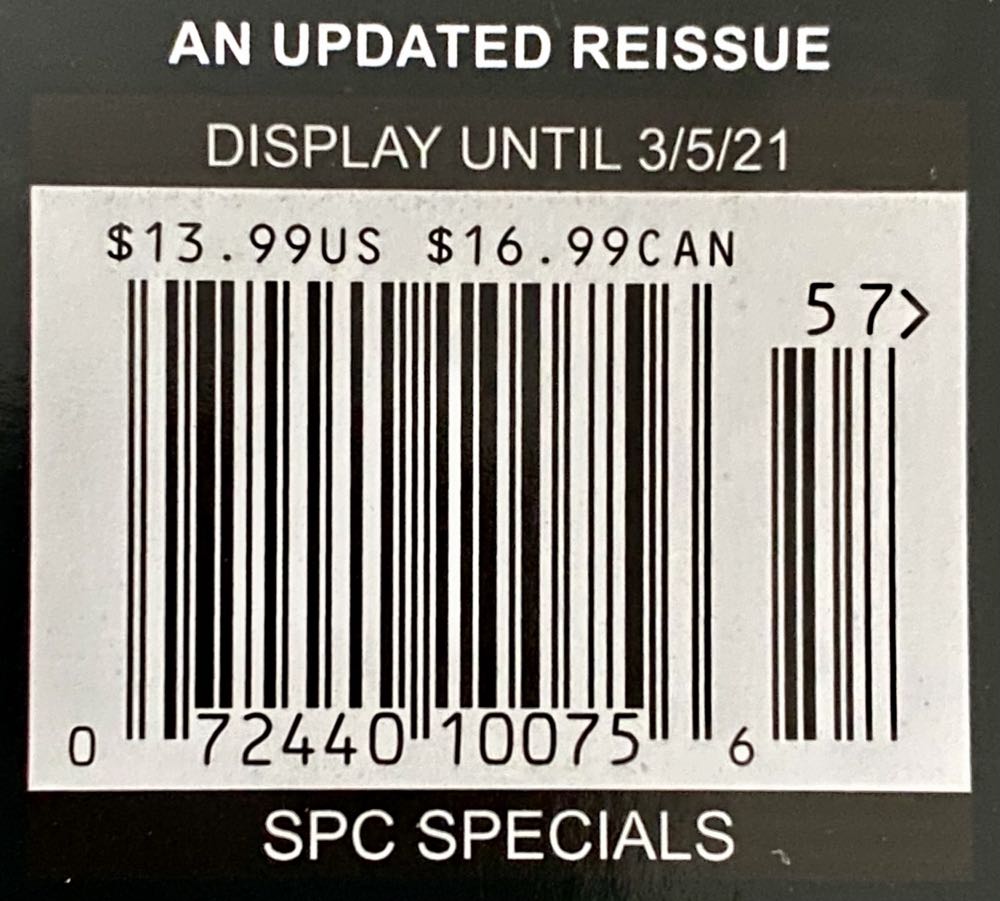 AN UPDATED REISSUE
DISPLAY UNTIL 3/5/21
$13.99US $16.99CAN
57>
0 72440 10075 6
SPC SPECIALS